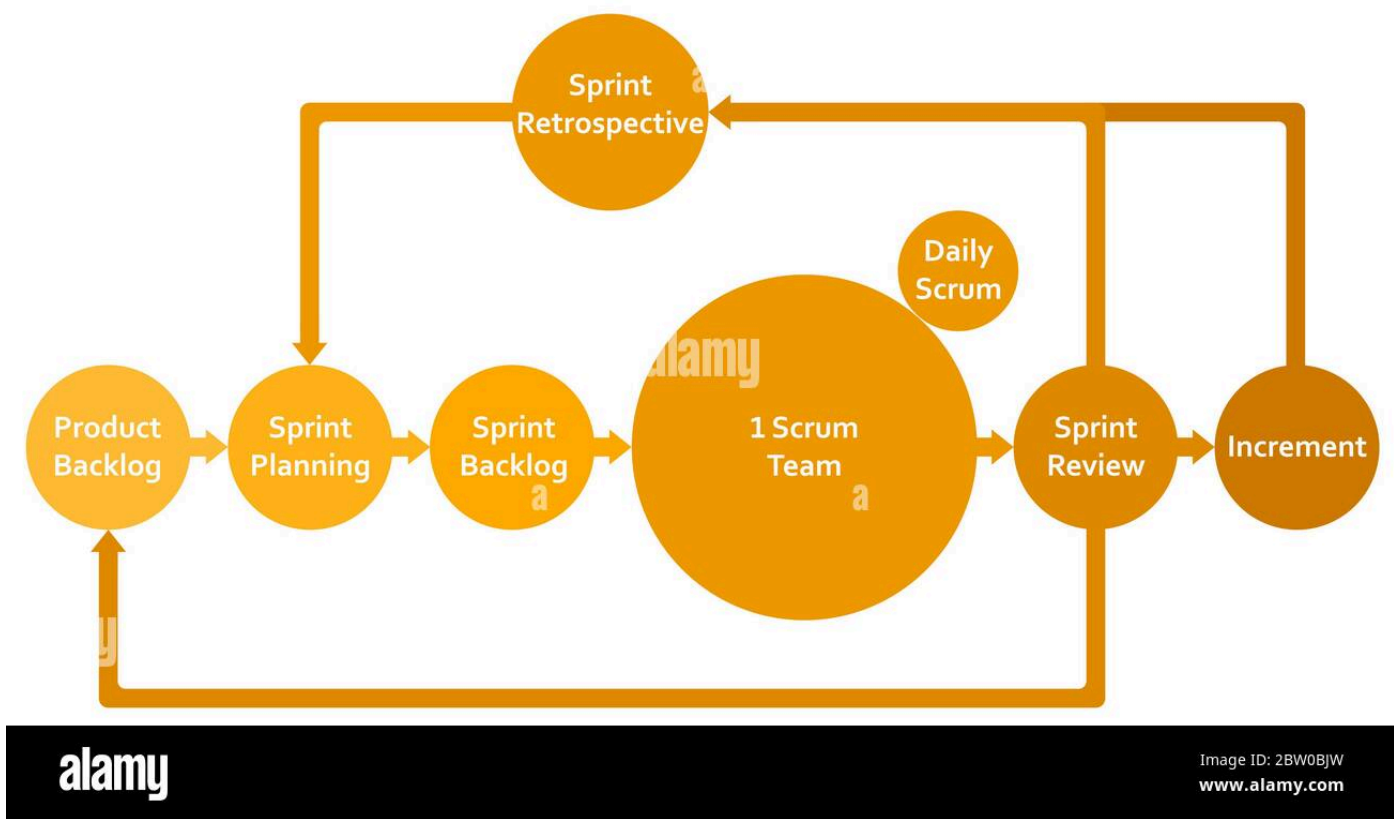 Sprint
Retrospective
Daily
Scrum
Product
Backlog
Sprint
Planning
Sprint
Backlog
1 Scrum
Team
Sprint
Review
Increment
a
alamy
a
a
y
alamy
Image ID: 2BW0BJW
www.alamy.com